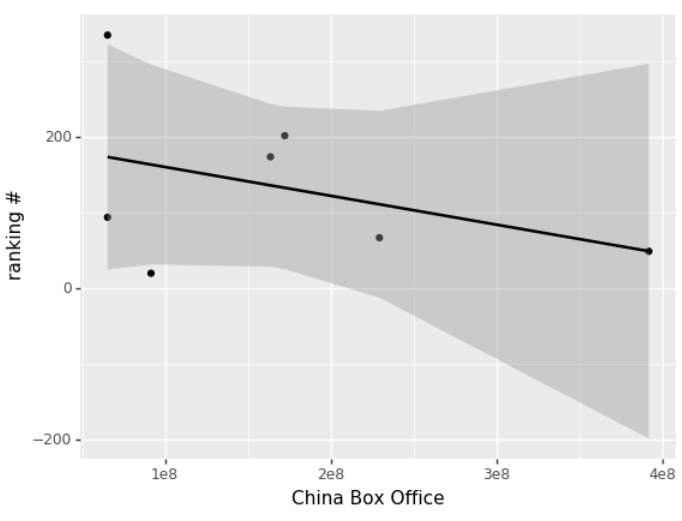 ranking #
200
0
−200
1e8
2e8
3e8
4e8
China Box Office